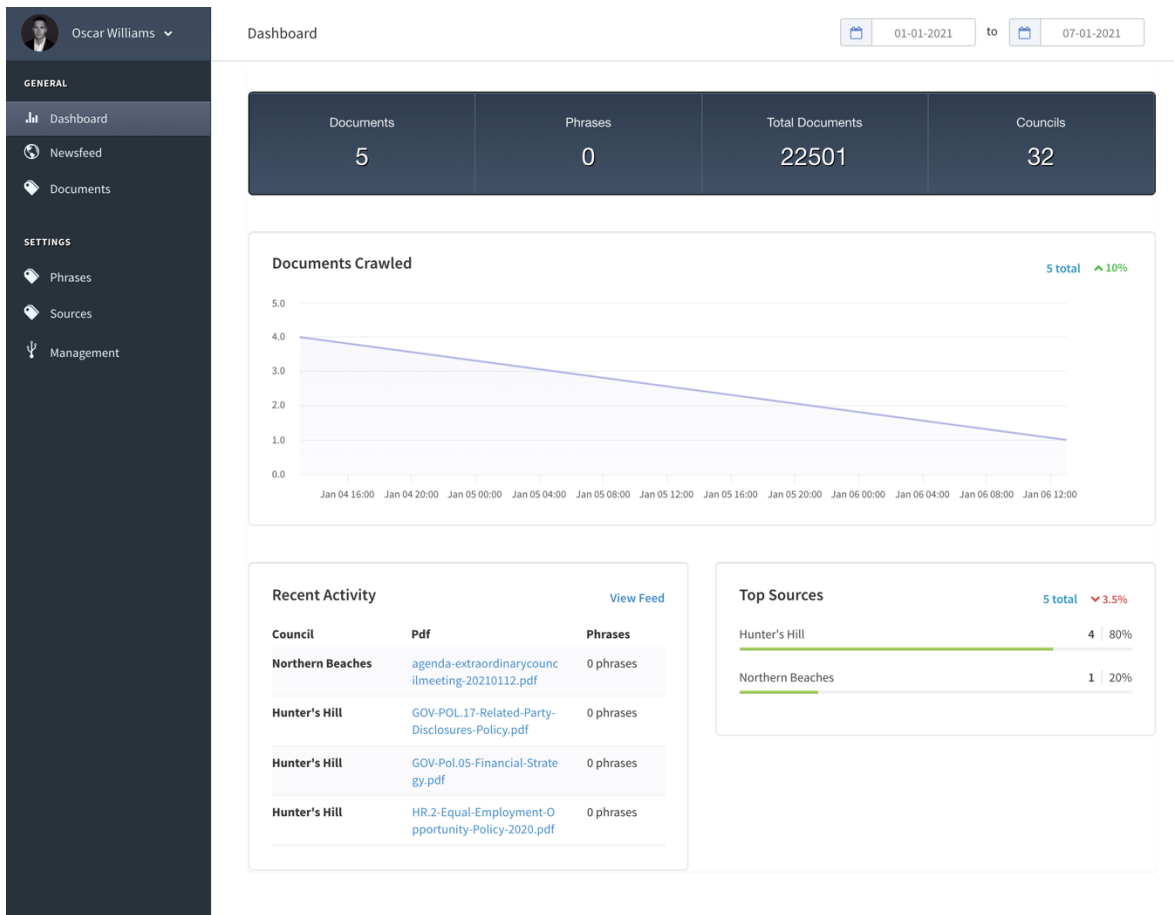 Oscar Williams
Dashboard
01-01-2021
to
07-01-2021
GENERAL
Dashboard
Newsfeed
Documents
SETTINGS
Phrases
Sources
Management
Documents
5
Phrases
0
Total Documents
22501
Councils
32
Documents Crawled
5 total
10%
5.0
4.0
3.0
2.0
1.0
0.0
Jan 04 16:00 Jan 04 20:00 Jan 05 00:00 Jan 05 04:00 Jan 05 08:00 Jan 05 12:00 Jan 05 16:00 Jan 05 20:00 Jan 06 00:00 Jan 06 04:00 Jan 06 08:00 Jan 06 12:00
Recent Activity
View Feed
Council Pdf Phrases
Northern Beaches agenda-extraordinarycounc 0 phrases
ilmeeting-20210112.pdf
Hunter's Hill GOV-POL.17-Related-Party- 0 phrases
Disclosures-Policy.pdf
Hunter's Hill GOV-Pol.05-Financial-Strate 0 phrases
gy.pdf
Hunter's Hill HR.2-Equal-Employment-O 0 phrases
pportunity-Policy-2020.pdf
Top Sources
5 total
3.5%
Hunter's Hill 4 80%
Northern Beaches 1 20%